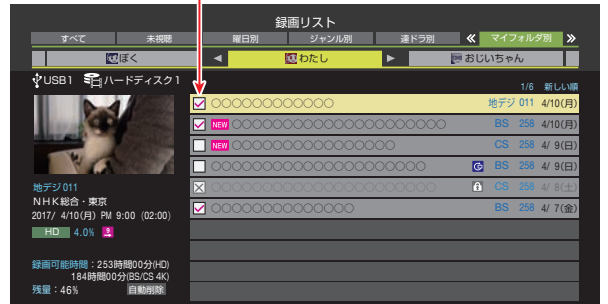 録画リスト
すべて 未視聴 曜日別 ジャンル別 連ドラ別 マイフォルダ別
ぼく わたし おじいちゃん
USB1 ハードディスク1
1/6 新しい順
○○○○○○○○○○○○ 地デジ 011 4/10(月)
NEW ○○○○○○○○○○○○○○○○○○ BS 258 4/10(月)
NEW ○○○○○○○○○○○○○ CS 258 4/ 9(日)
○○○○○○○○○○○○○○○○○○○○○ BS 258 4/ 9(日)
○○○○○○○○○○○○○○○○○○○○○○ CS 258 4/ 8(土)
○○○○○○○○○○○○○○ BS 258 4/ 7(金)
地デジ 011
NHK総合・東京
2017/ 4/10(月) PM 9:00 (02:00)
HD 4.0%
録画可能時間：253時間00分(HD)
184時間00分(BS/CS 4K)
残量：46% 自動削除